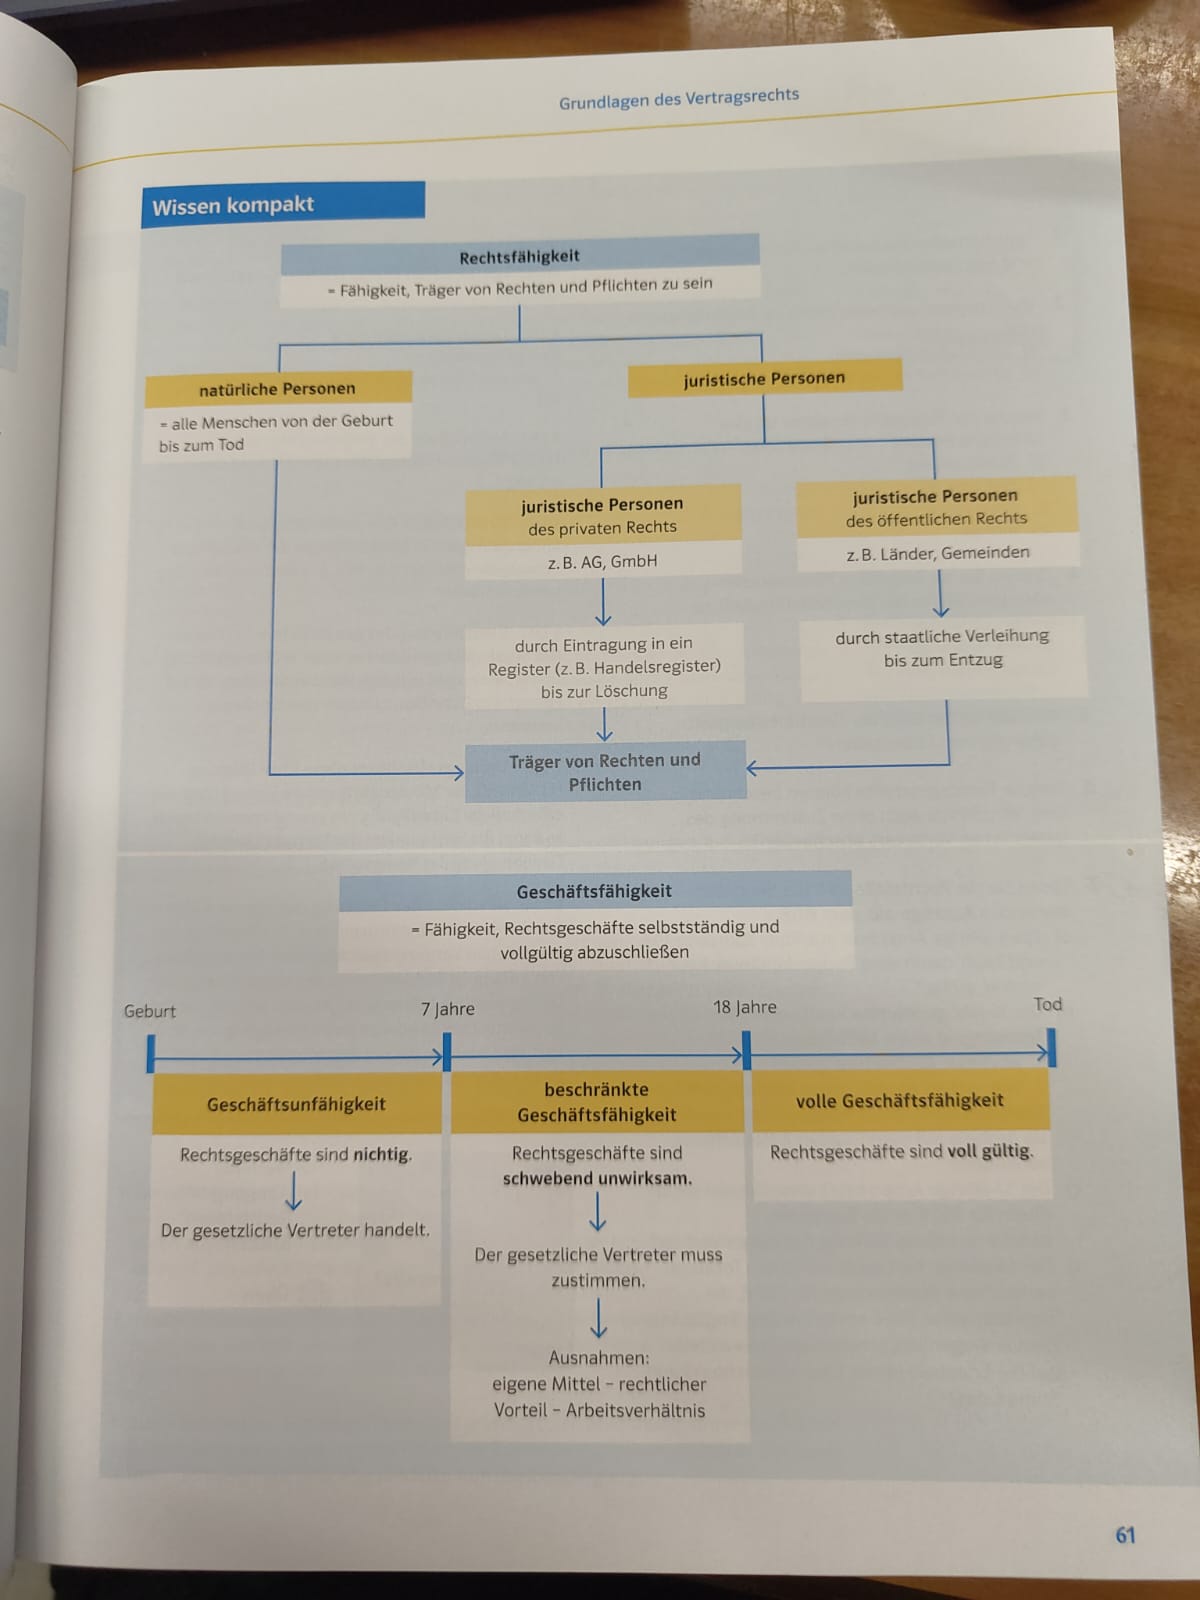 Grundlagen des Vertragsrechts
Wissen kompakt
Rechtsfähigkeit
= Fähigkeit, Träger von Rechten und Pflichten zu sein
natürliche Personen
= alle Menschen von der Geburt
bis zum Tod
juristische Personen
juristische Personen
des privaten Rechts
z. B. AG, GmbH
juristische Personen
des öffentlichen Rechts
z. B. Länder, Gemeinden
durch Eintragung in ein
Register (z. B. Handelsregister)
bis zur Löschung
durch staatliche Verleihung
bis zum Entzug
Träger von Rechten und
Pflichten
Geschäftsfähigkeit
= Fähigkeit, Rechtsgeschäfte selbstständig und
vollgültig abzuschließen
Geburt
7 Jahre
18 Jahre
Tod
Geschäftsunfähigkeit
Rechtsgeschäfte sind nichtig.
Der gesetzliche Vertreter handelt.
beschränkte
Geschäftsfähigkeit
Rechtsgeschäfte sind
schwebend unwirksam.
Der gesetzliche Vertreter muss
zustimmen.
Ausnahmen:
eigene Mittel – rechtlicher
Vorteil – Arbeitsverhältnis
volle Geschäftsfähigkeit
Rechtsgeschäfte sind voll gültig.
61